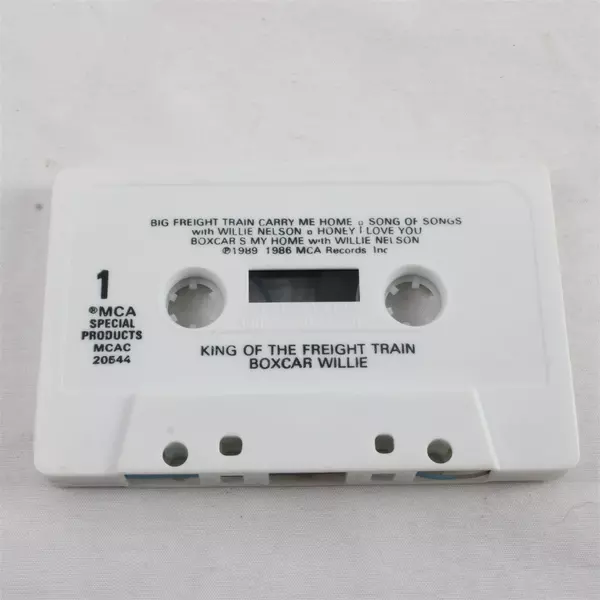 BIG FREIGHT TRAIN CARRY ME HOME □ SONG OF SONGS
with WILLIE NELSON □ HONEY I LOVE YOU
BOXCAR S MY HOME with WILLIE NELSON
℗1989 1986 MCA Records Inc
1
®MCA
SPECIAL
PRODUCTS
MCAC
20544
KING OF THE FREIGHT TRAIN
BOXCAR WILLIE